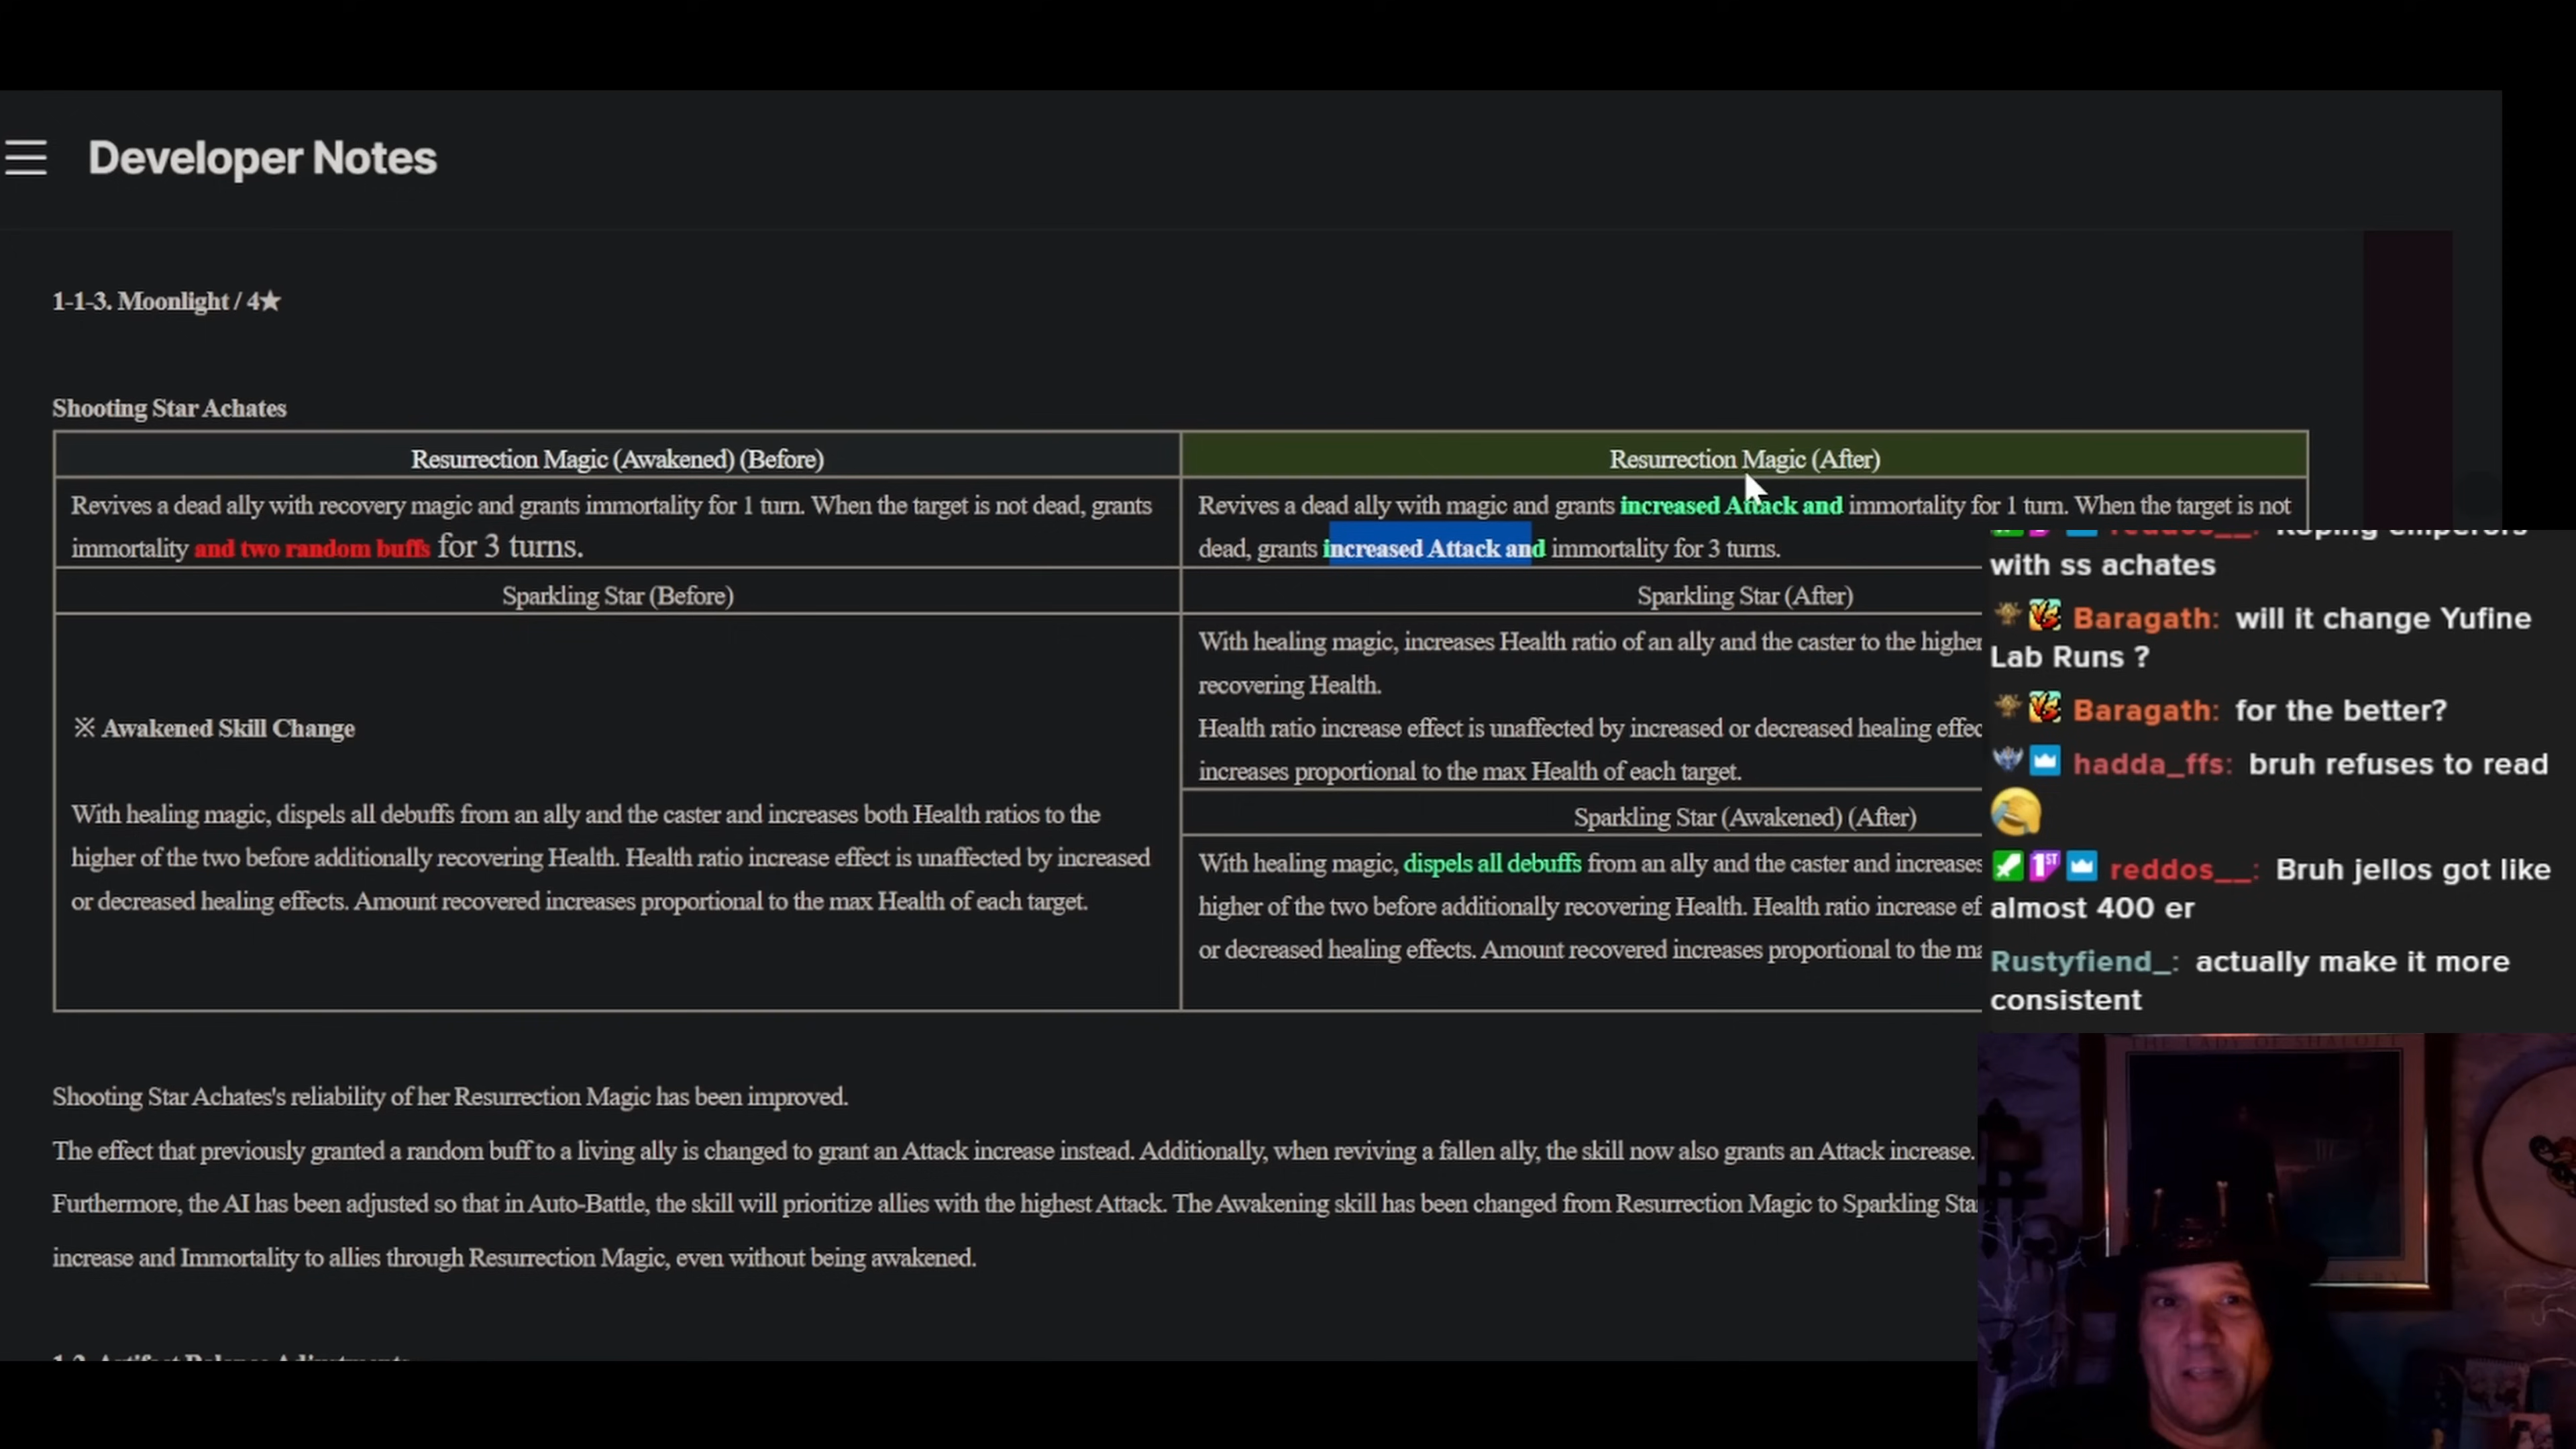 Developer Notes
1-1-3. Moonlight / 4★
Shooting Star Achates
Resurrection Magic (Awakened) (Before)
Revives a dead ally with recovery magic and grants immortality for 1 turn. When the target is not dead, grants
immortality and two random buffs for 3 turns.
Resurrection Magic (After)
Revives a dead ally with magic and grants increased Attack and immortality for 1 turn. When the target is not
dead, grants increased Attack and immortality for 3 turns.
Sparkling Star (Before)
※ Awakened Skill Change
With healing magic, dispels all debuffs from an ally and the caster and increases both Health ratios to the
higher of the two before additionally recovering Health. Health ratio increase effect is unaffected by increased
or decreased healing effects. Amount recovered increases proportional to the max Health of each target.
Sparkling Star (After)
With healing magic, increases Health ratio of an ally and the caster to the higher
recovering Health.
Health ratio increase effect is unaffected by increased or decreased healing effec
increases proportional to the max Health of each target.
Sparkling Star (Awakened) (After)
With healing magic, dispels all debuffs from an ally and the caster and increases
higher of the two before additionally recovering Health. Health ratio increase ef
or decreased healing effects. Amount recovered increases proportional to the ma
Shooting Star Achates's reliability of her Resurrection Magic has been improved.
The effect that previously granted a random buff to a living ally is changed to grant an Attack increase instead. Additionally, when reviving a fallen ally, the skill now also grants an Attack increase.
Furthermore, the AI has been adjusted so that in Auto-Battle, the skill will prioritize allies with the highest Attack. The Awakening skill has been changed from Resurrection Magic to Sparkling Sta
increase and Immortality to allies through Resurrection Magic, even without being awakened.
1-2. Artifact Balance Adjustments
reddos__: Roping emperors
with ss achates
Baragath: will it change Yufine
Lab Runs ?
Baragath: for the better?
hadda_ffs: bruh refuses to read
1ST reddos__: Bruh jellos got like
almost 400 er
Rustyfiend_: actually make it more
consistent
THE LADY OF SHALOTT